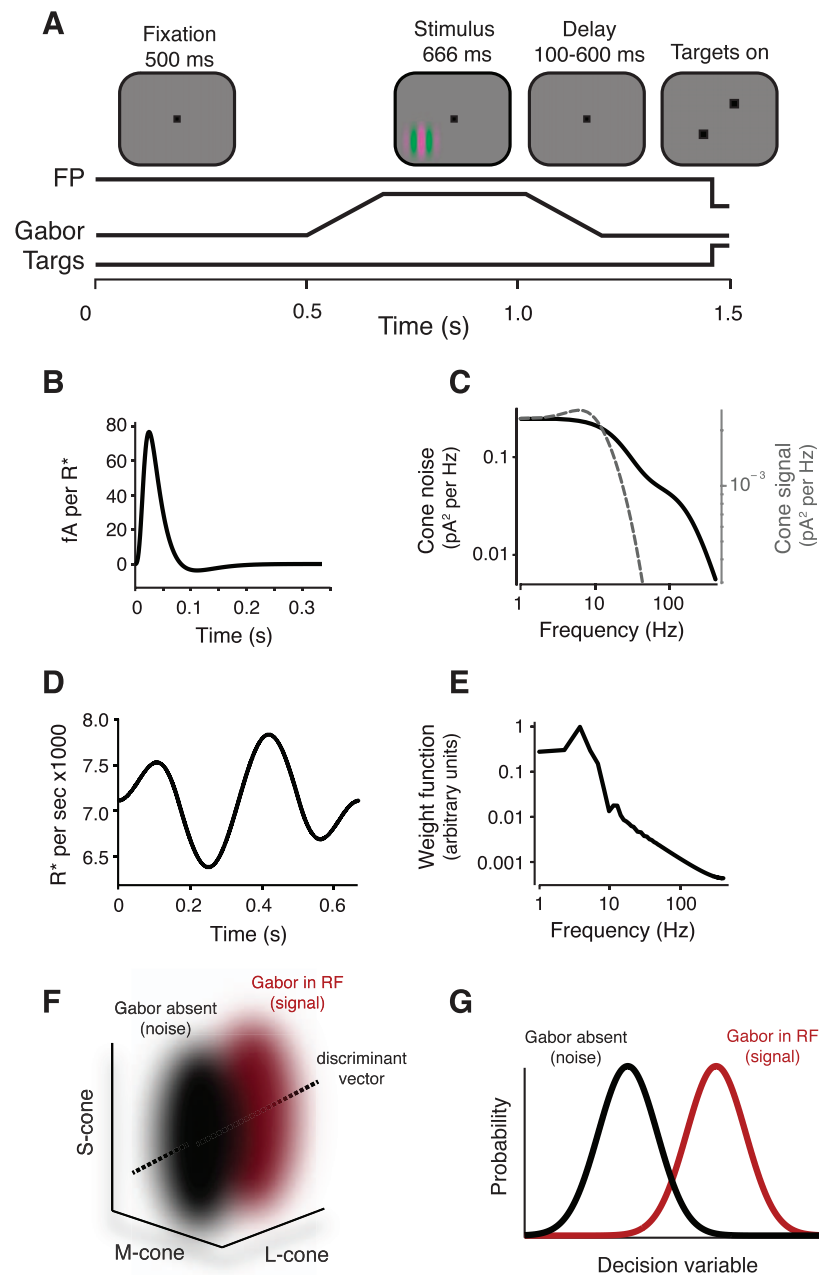 A
Fixation
500 ms
Stimulus
666 ms
Delay
100-600 ms
Targets on
FP
Gabor
Targs
0
0.5
1.0
1.5
Time (s)
B
fA per R*
80
60
40
20
0
0
0.1
0.2
0.3
Time (s)
C
Cone noise
(pA² per Hz)
0.1
0.01
10⁻³
Cone signal
(pA² per Hz)
1
10
100
Frequency (Hz)
D
R* per sec x1000
8.0
7.5
7.0
6.5
0
0.2
0.4
0.6
Time (s)
E
Weight function
(arbitrary units)
1
0.1
0.01
0.001
1
10
100
Frequency (Hz)
F
Gabor absent
(noise)
Gabor in RF
(signal)
discriminant
vector
S-cone
M-cone
L-cone
G
Gabor absent
(noise)
Gabor in RF
(signal)
Probability
Decision variable